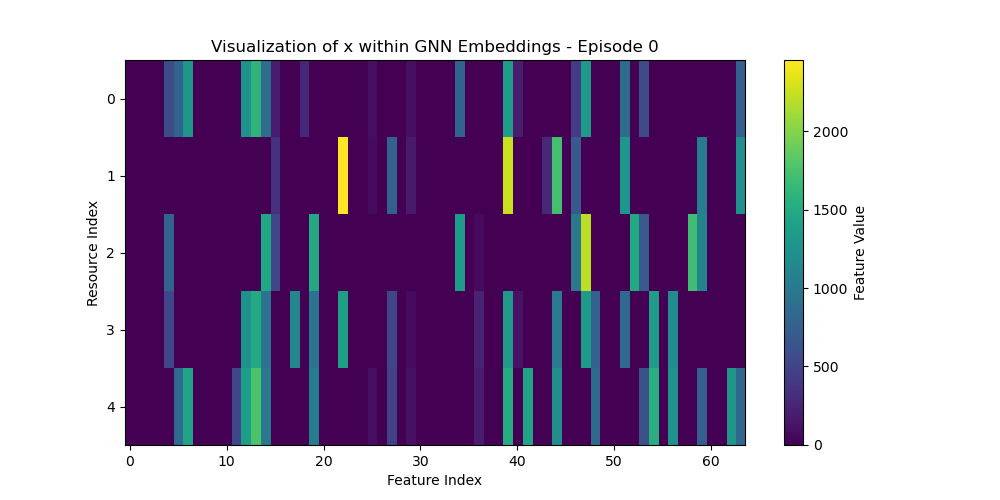 Visualization of x within GNN Embeddings - Episode 0
Resource Index
0
1
2
3
4
0 10 20 30 40 50 60
Feature Index
2000
1500
1000
500
0
Feature Value